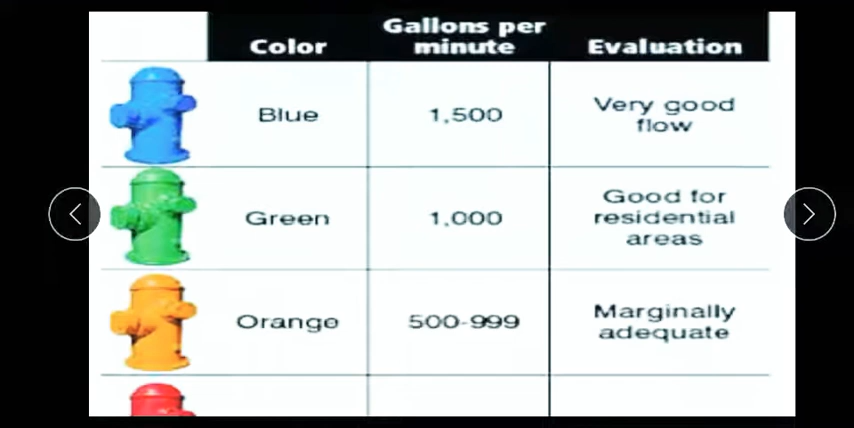 Color
Gallons per
minute
Evaluation
Blue
1,500
Very good
flow
Green
1,000
Good for
residential
areas
Orange
500-999
Marginally
adequate